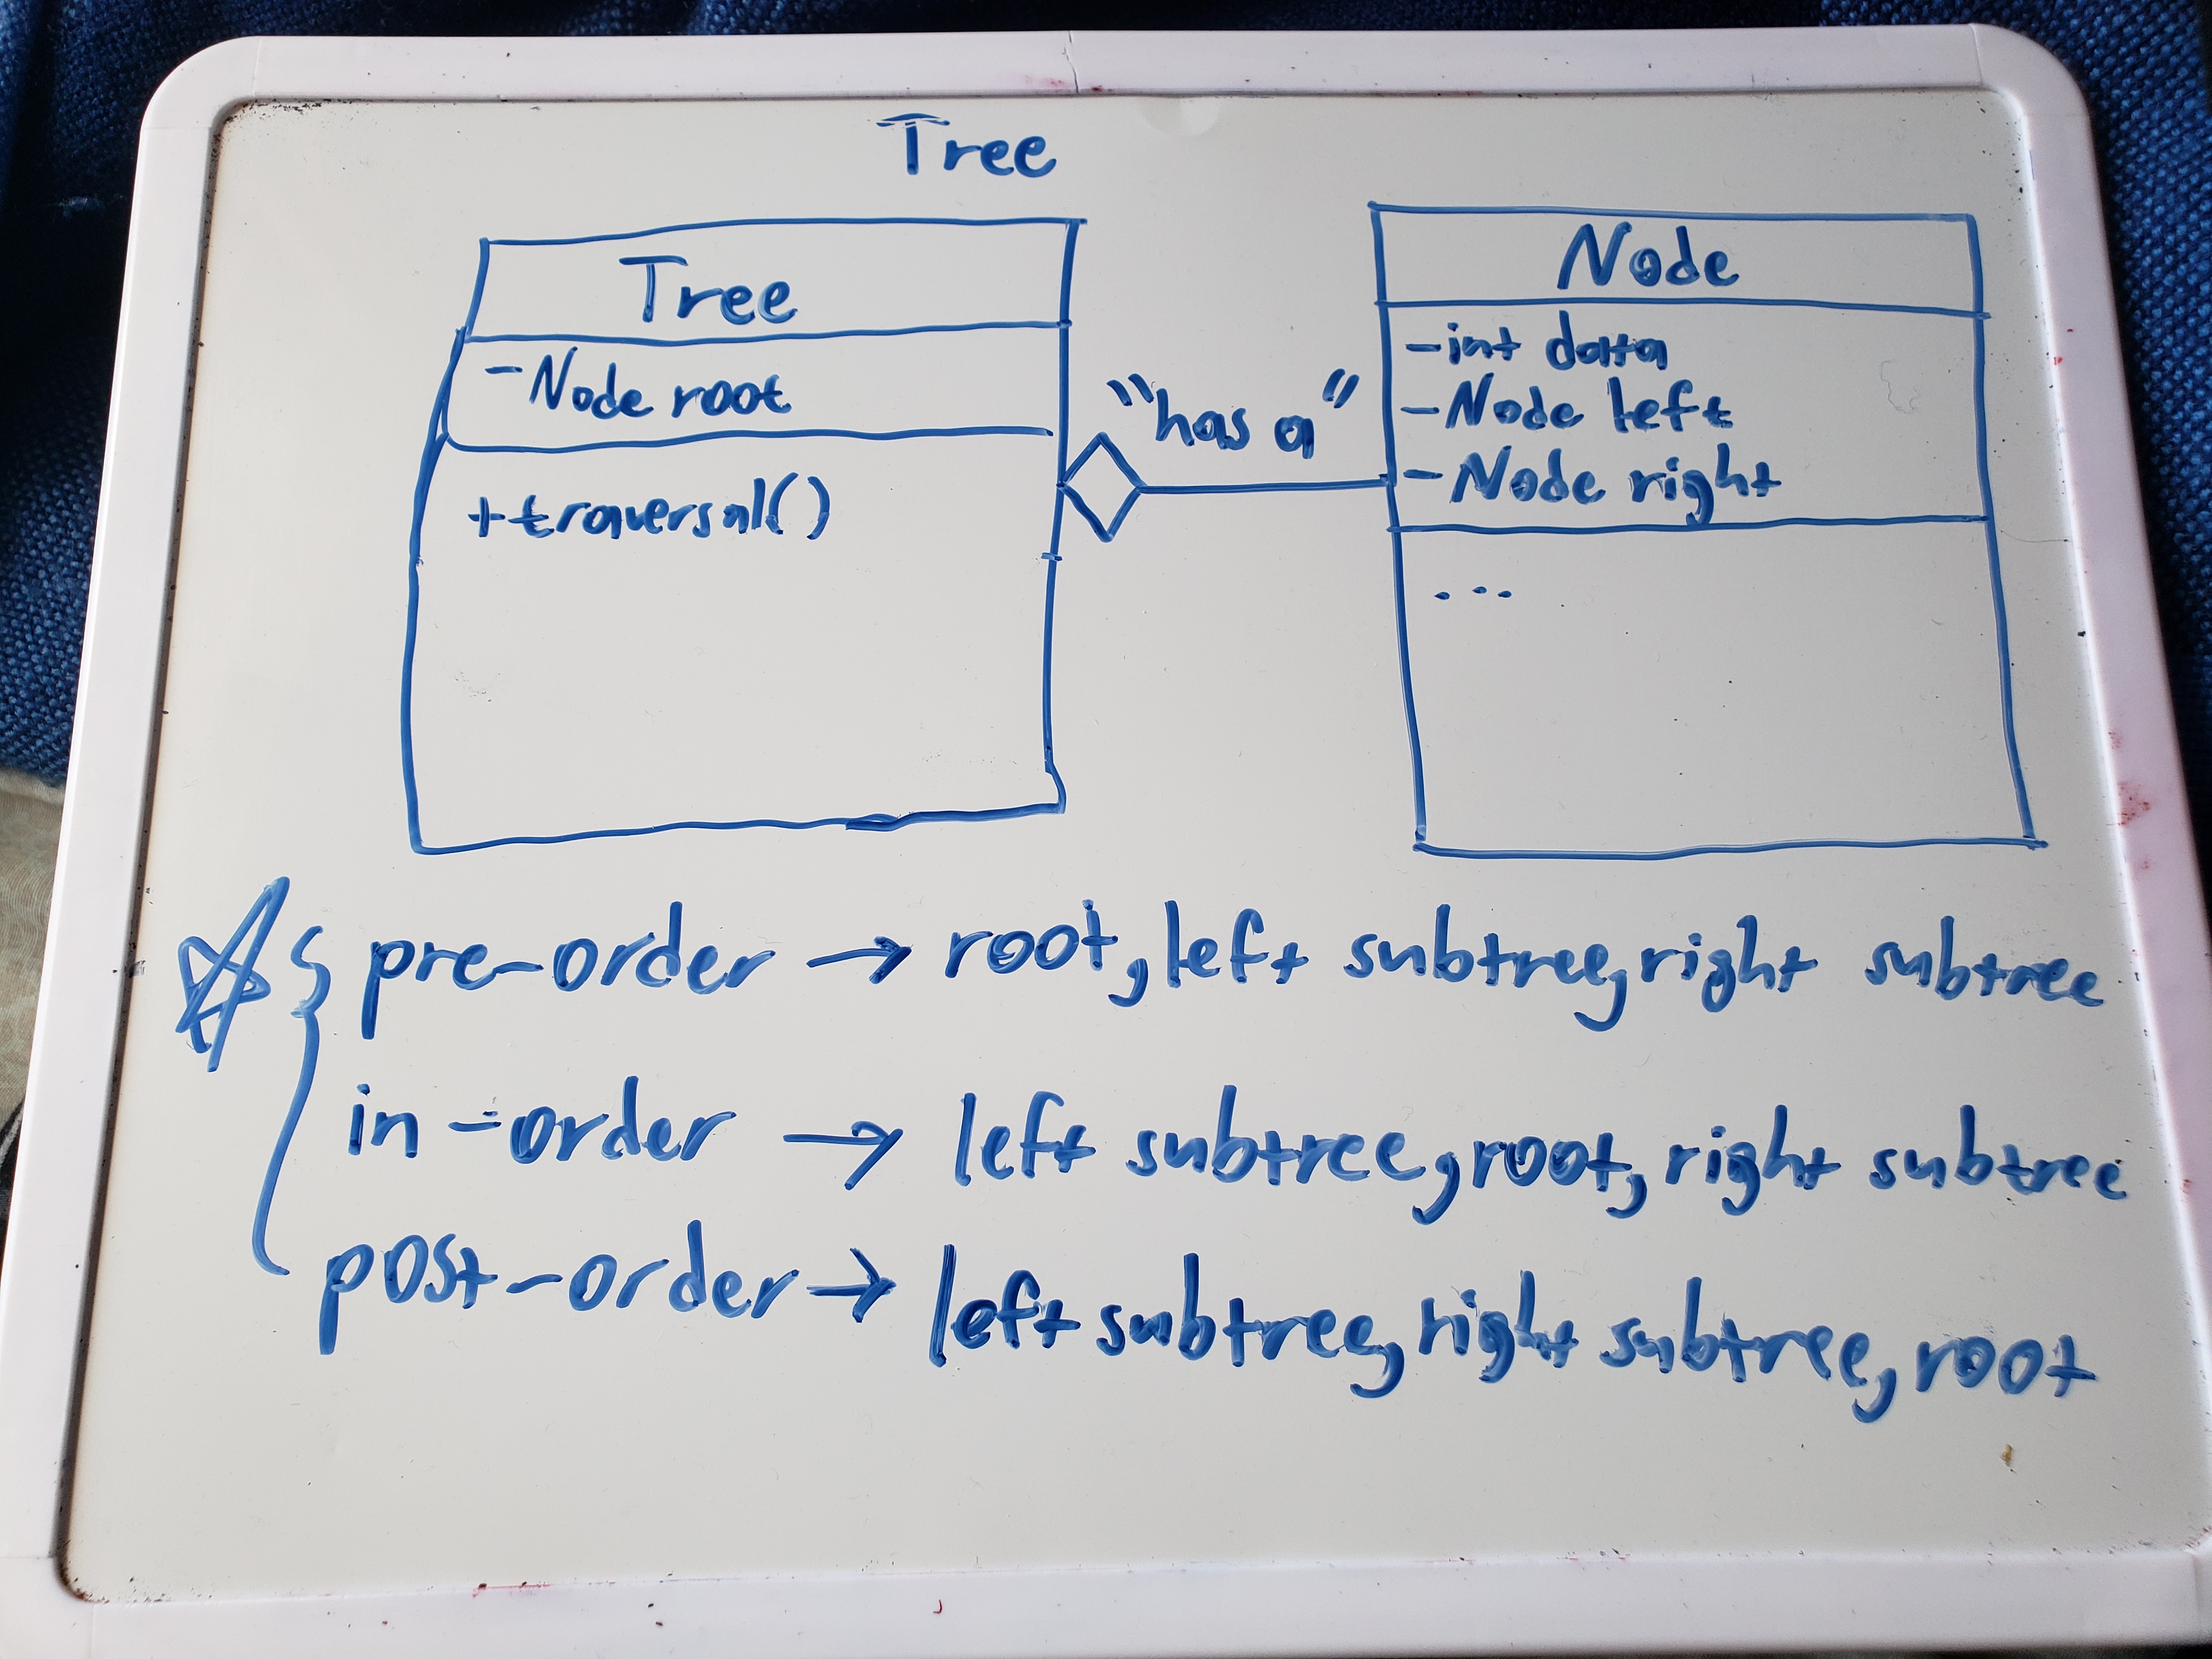 Tree
Tree
-Node root
+traversal()
"has a"
Node
-int data
-Node left
-Node right
...
pre-order → root, left subtree, right subtree
in-order → left subtree, root, right subtree
post-order → left subtree, right subtree, root